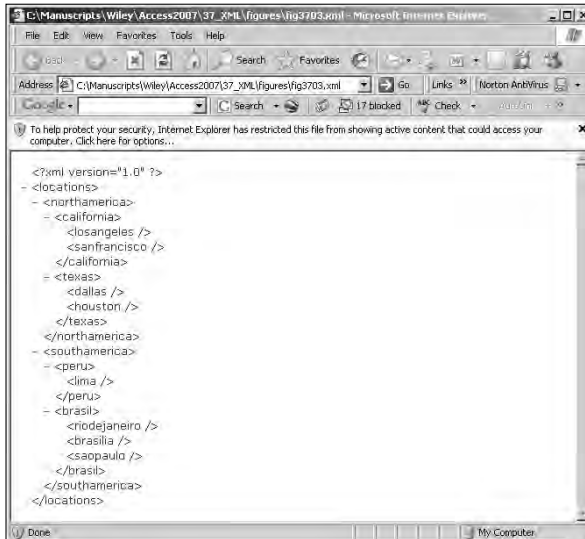 C:\Manuscripts\Wiley\Access2007\37_XML\figures\fig3703.xml - Microsoft Internet Explorer
File Edit View Favorites Tools Help
Back Search Favorites
Address C:\Manuscripts\Wiley\Access2007\37_XML\figures\fig3703.xml Go Links » Norton AntiVirus
Google Search 17 blocked ABC Check
To help protect your security, Internet Explorer has restricted this file from showing active content that could access your
computer. Click here for options...
<?xml version="1.0" ?>
- <locations>
- <northamerica>
- <california>
<losangeles />
<sanfrancisco />
</california>
- <texas>
<dallas />
<houston />
</texas>
</northamerica>
- <southamerica>
- <peru>
<lima />
</peru>
- <brasil>
<riodejaneiro />
<brasilia />
<saopaulo />
</brasil>
</southamerica>
</locations>
Done My Computer